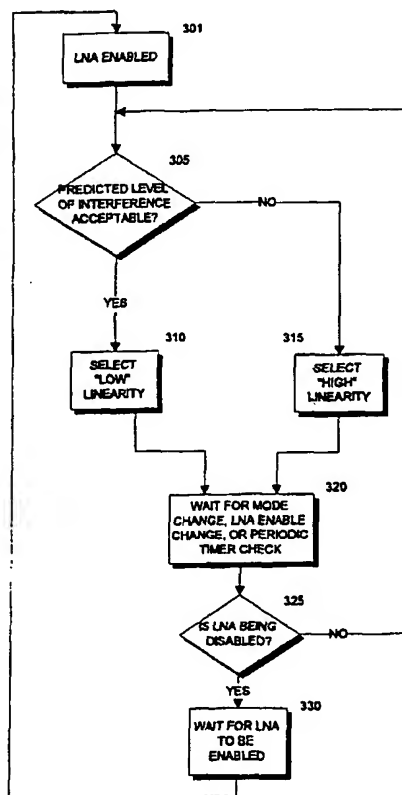 301
LNA ENABLED
305
PREDICTED LEVEL
OF INTERFERENCE
ACCEPTABLE?
NO
YES
310
SELECT
"LOW"
LINEARITY
315
SELECT
"HIGH"
LINEARITY
320
WAIT FOR MODE
CHANGE, LNA ENABLE
CHANGE, OR PERIODIC
TIMER CHECK
325
IS LNA BEING
DISABLED?
NO
YES
330
WAIT FOR LNA
TO BE
ENABLED